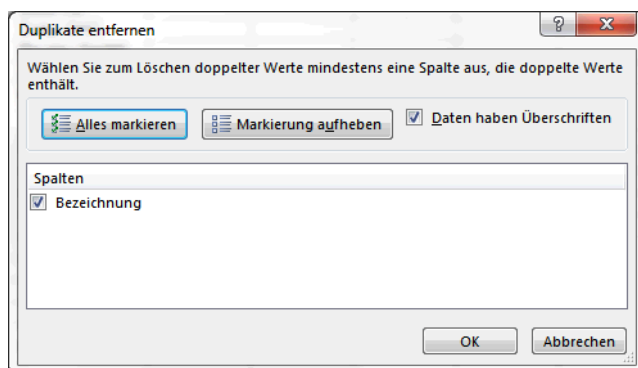 Duplikate entfernen
Wählen Sie zum Löschen doppelter Werte mindestens eine Spalte aus, die doppelte Werte
enthält.
Alles markieren Markierung aufheben Daten haben Überschriften
Spalten
Bezeichnung
OK Abbrechen